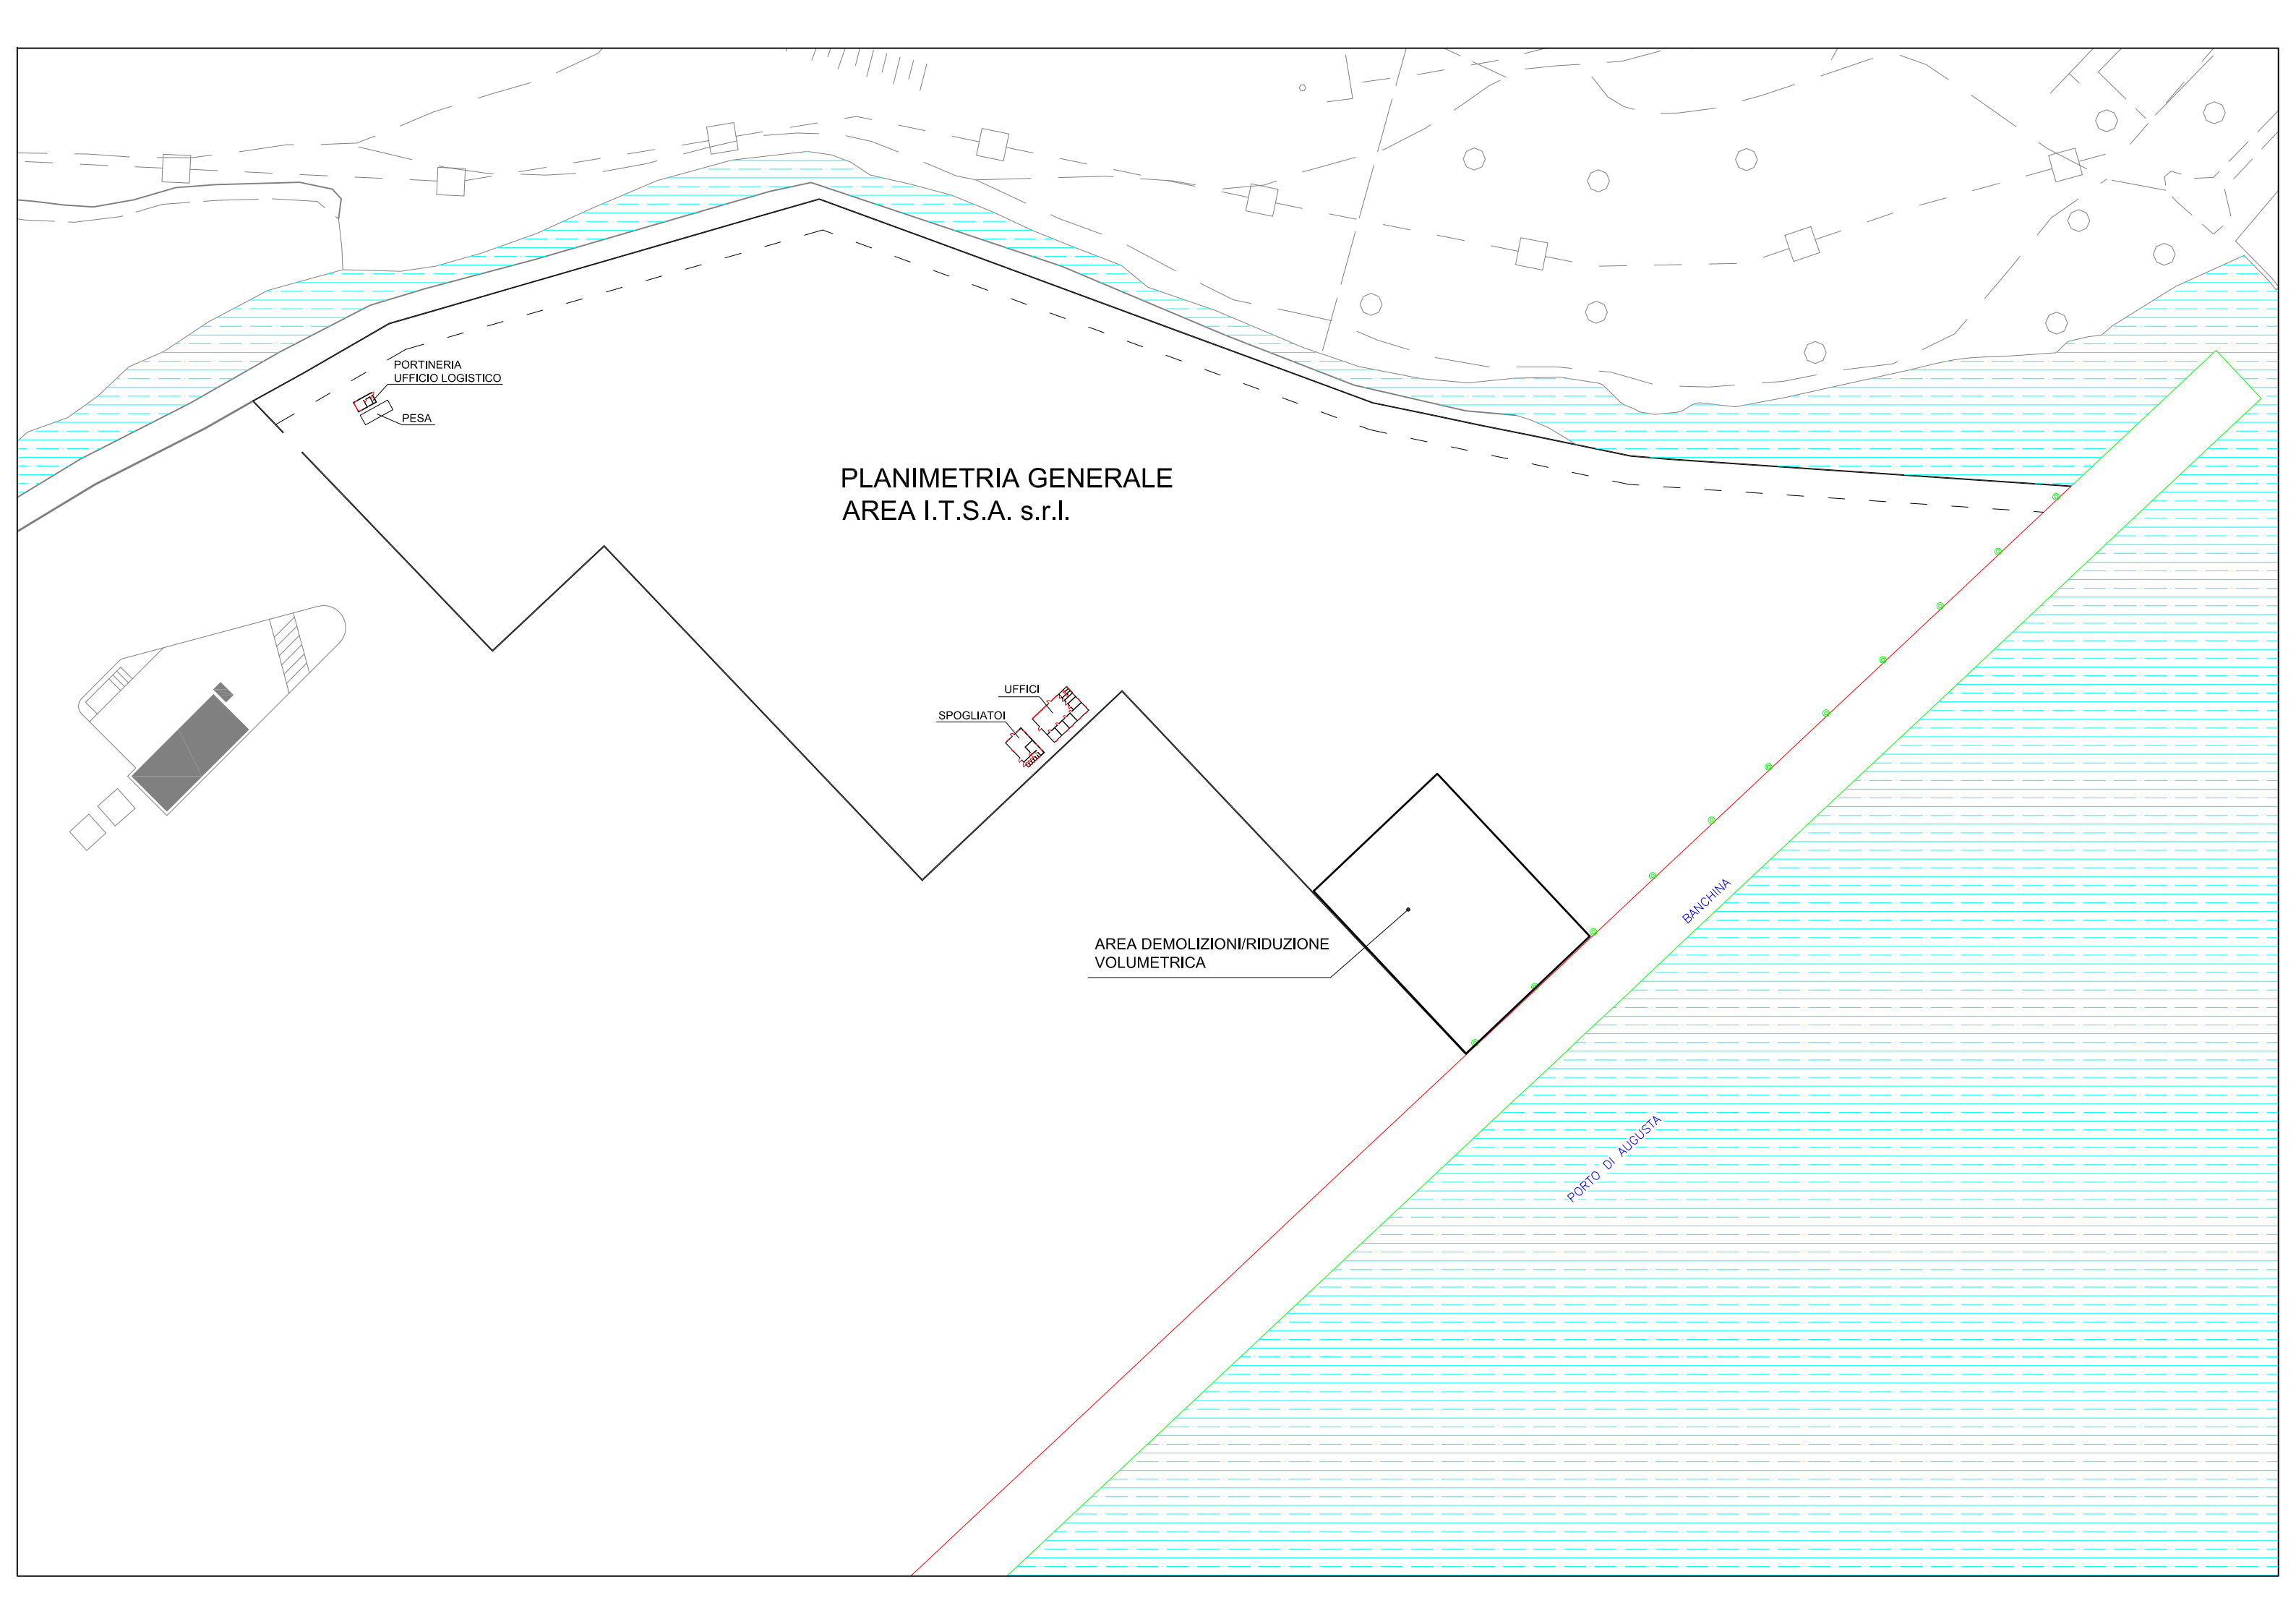 PORTINERIA
UFFICIO LOGISTICO
PESA
PLANIMETRIA GENERALE
AREA I.T.S.A. s.r.l.
UFFICI
SPOGLIATOI
AREA DEMOLIZIONI/RIDUZIONE
VOLUMETRICA
BANCHINA
PORTO DI AUGUSTA